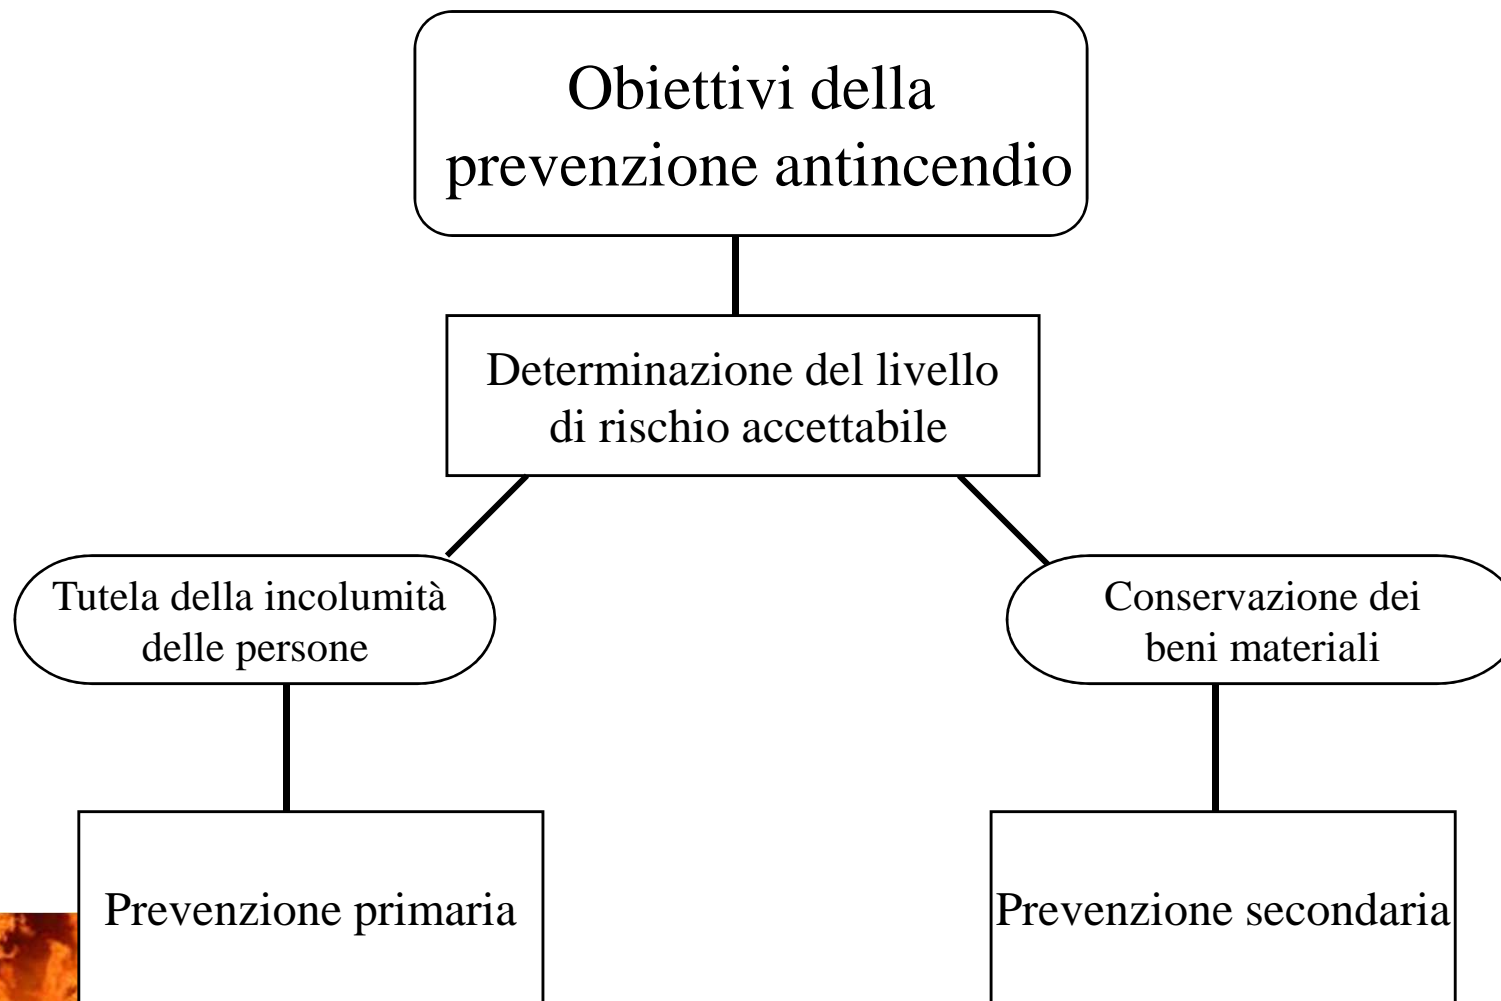 Obiettivi della
prevenzione antincendio
Determinazione del livello
di rischio accettabile
Tutela della incolumità
delle persone
Conservazione dei
beni materiali
Prevenzione primaria
Prevenzione secondaria